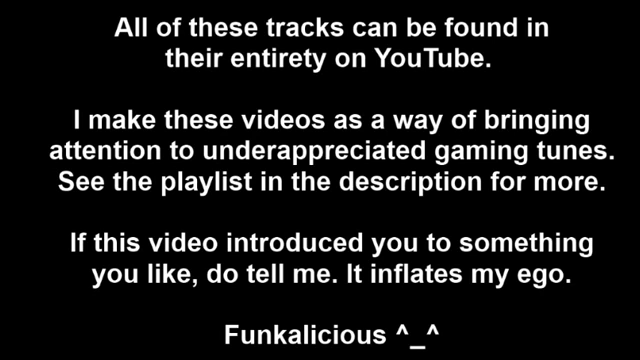 All of these tracks can be found in
their entirety on YouTube.
I make these videos as a way of bringing
attention to underappreciated gaming tunes.
See the playlist in the description for more.
If this video introduced you to something
you like, do tell me. It inflates my ego.
Funkalicious ^_^